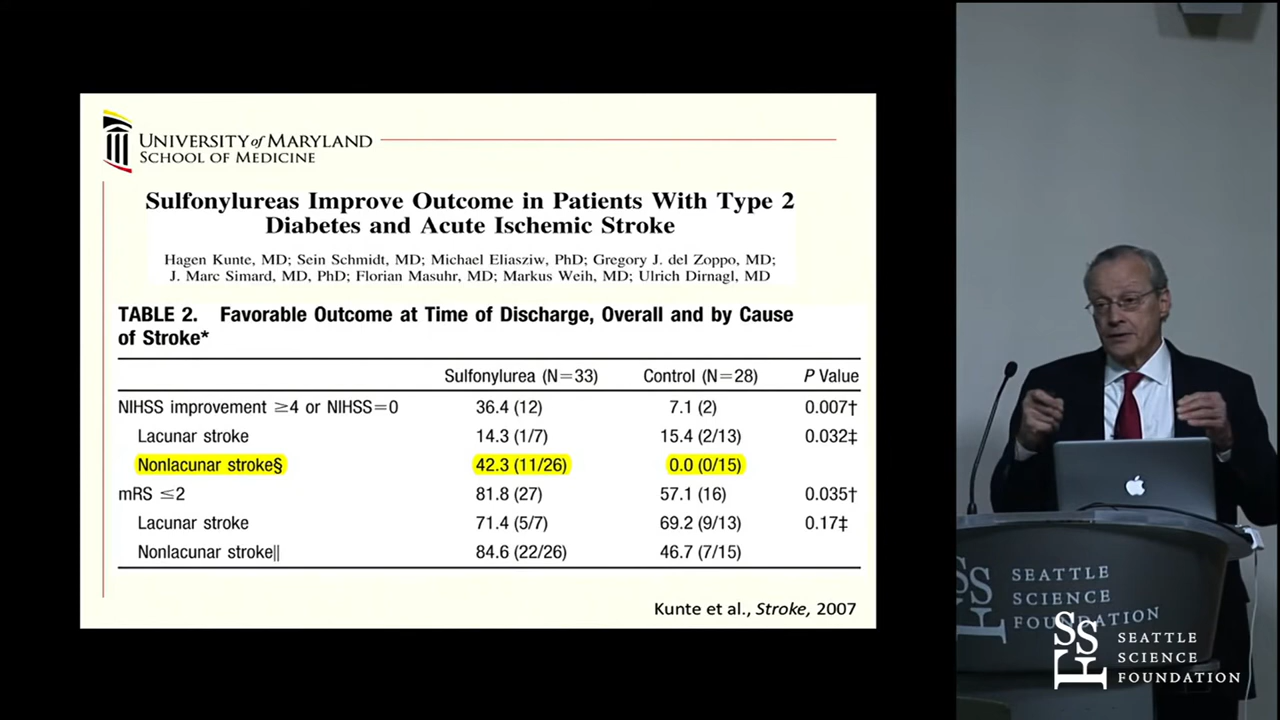 UNIVERSITY of MARYLAND
SCHOOL OF MEDICINE
Sulfonylureas Improve Outcome in Patients With Type 2
Diabetes and Acute Ischemic Stroke
Hagen Kunte, MD; Sein Schmidt, MD; Michael Eliasziw, PhD; Gregory J. del Zoppo, MD;
J. Marc Simard, MD, PhD; Florian Masuhr, MD; Markus Weih, MD; Ulrich Dirnagl, MD
TABLE 2. Favorable Outcome at Time of Discharge, Overall and by Cause
of Stroke*
Sulfonylurea (N=33) Control (N=28) P Value
NIHSS improvement ≥4 or NIHSS=0 36.4 (12) 7.1 (2) 0.007†
Lacunar stroke 14.3 (1/7) 15.4 (2/13) 0.032‡
Nonlacunar stroke§ 42.3 (11/26) 0.0 (0/15)
mRS ≤2 81.8 (27) 57.1 (16) 0.035†
Lacunar stroke 71.4 (5/7) 69.2 (9/13) 0.17‡
Nonlacunar stroke|| 84.6 (22/26) 46.7 (7/15)
Kunte et al., Stroke, 2007
SSF
SEATTLE
SCIENCE
FOUNDATION
SSF
SEATTLE
SCIENCE
FOUNDATION